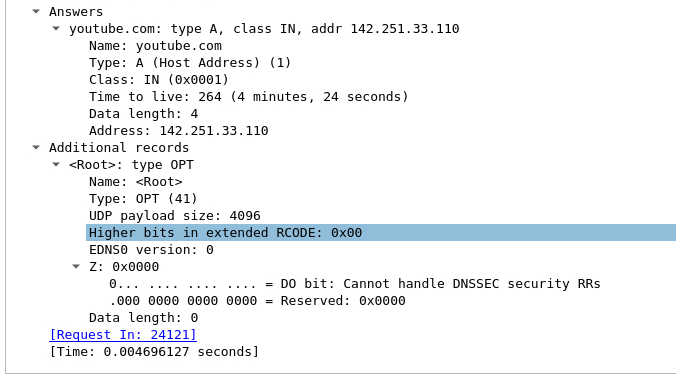 Answers
youtube.com: type A, class IN, addr 142.251.33.110
Name: youtube.com
Type: A (Host Address) (1)
Class: IN (0x0001)
Time to live: 264 (4 minutes, 24 seconds)
Data length: 4
Address: 142.251.33.110
Additional records
<Root>: type OPT
Name: <Root>
Type: OPT (41)
UDP payload size: 4096
Higher bits in extended RCODE: 0x00
EDNS0 version: 0
Z: 0x0000
0... .... .... .... = DO bit: Cannot handle DNSSEC security RRs
.000 0000 0000 0000 = Reserved: 0x0000
Data length: 0
[Request In: 24121]
[Time: 0.004696127 seconds]